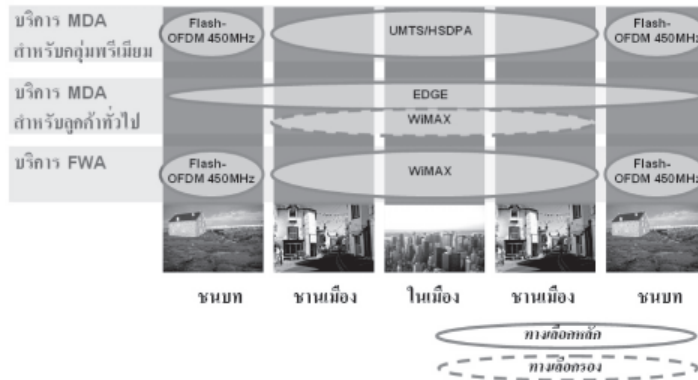 บริการ MDA
สำหรับกลุ่มพรีเมียม
Flash-
OFDM 450MHz
UMTS/HSDPA
Flash-
OFDM 450MHz
บริการ MDA
สำหรับลูกค้าทั่วไป
EDGE
WiMAX
บริการ FWA
Flash-
OFDM 450MHz
WiMAX
Flash-
OFDM 450MHz
ชนบท
ชานเมือง
ในเมือง
ชานเมือง
ชนบท
ทางเลือกหลัก
ทางเลือกรอง